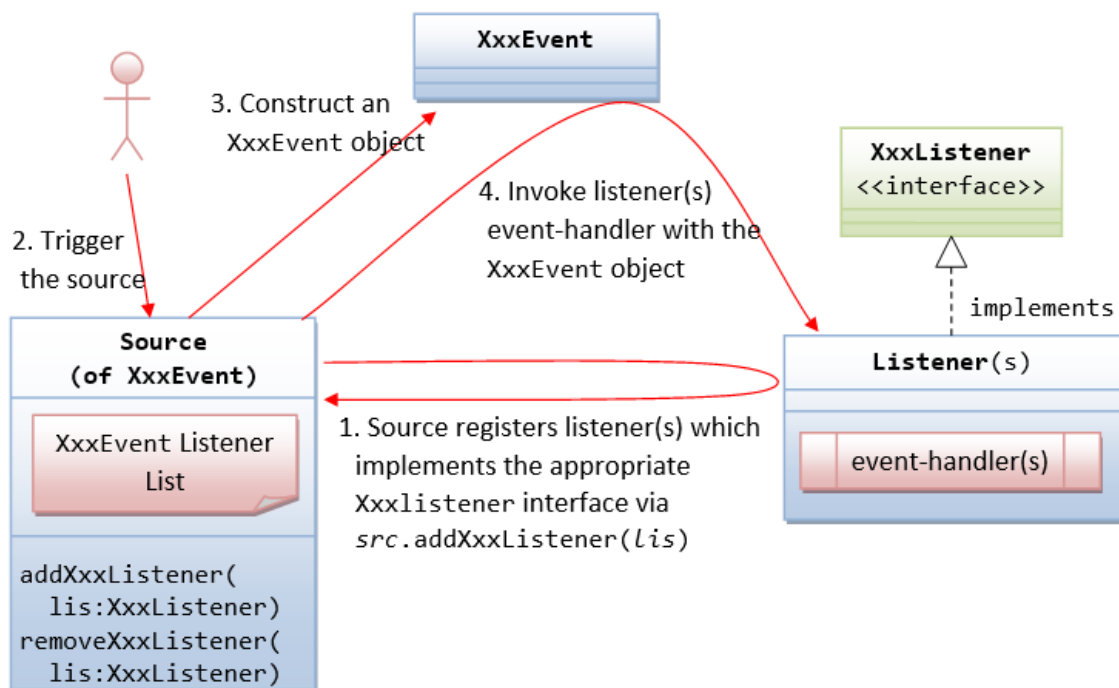 XxxEvent
3. Construct an
XxxEvent object
XxxListener
<<interface>>
4. Invoke listener(s)
event-handler with the
XxxEvent object
2. Trigger
the source
implements
Source
(of XxxEvent)
XxxEvent Listener
List
addXxxListener(
lis:XxxListener)
removeXxxListener(
lis:XxxListener)
1. Source registers listener(s) which
implements the appropriate
Xxxlistener interface via
src.addXxxListener(lis)
Listener(s)
event-handler(s)